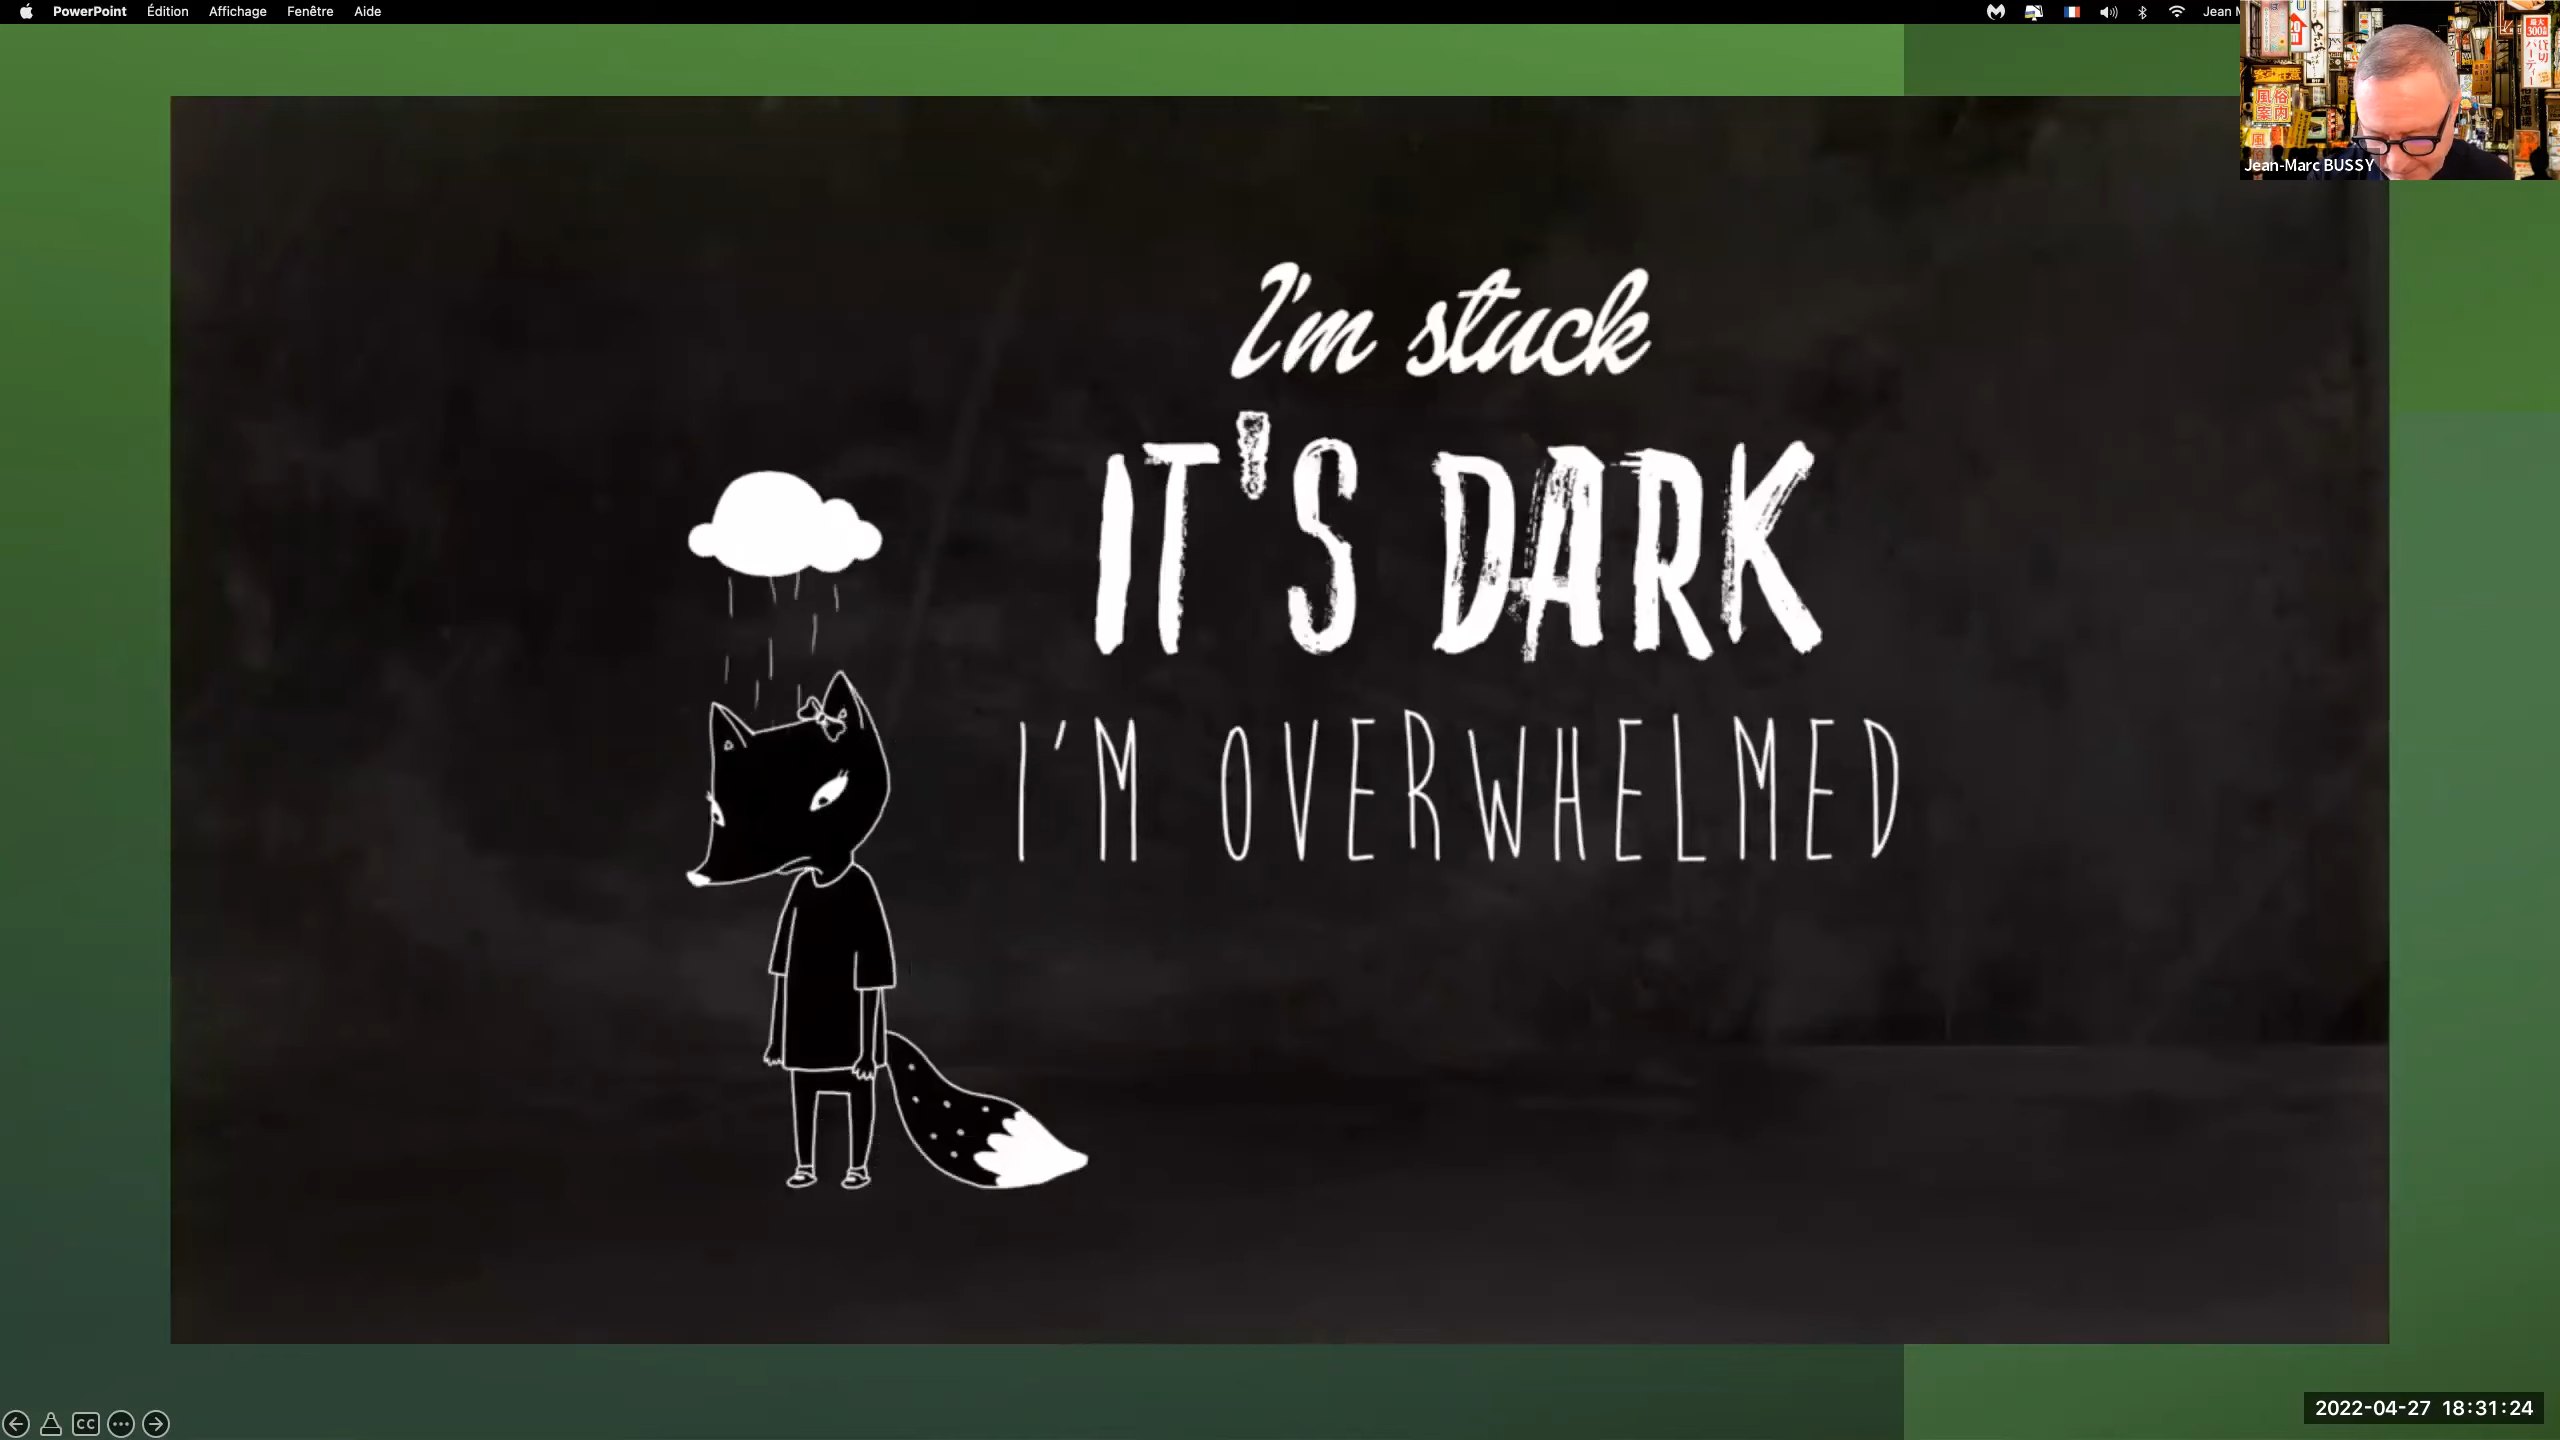 PowerPoint Édition Affichage Fenêtre Aide
Jean M
Jean-Marc BUSSY
I'm stuck
IT'S DARK
I'M OVERWHELMED
CC
2022-04-27 18:31:24